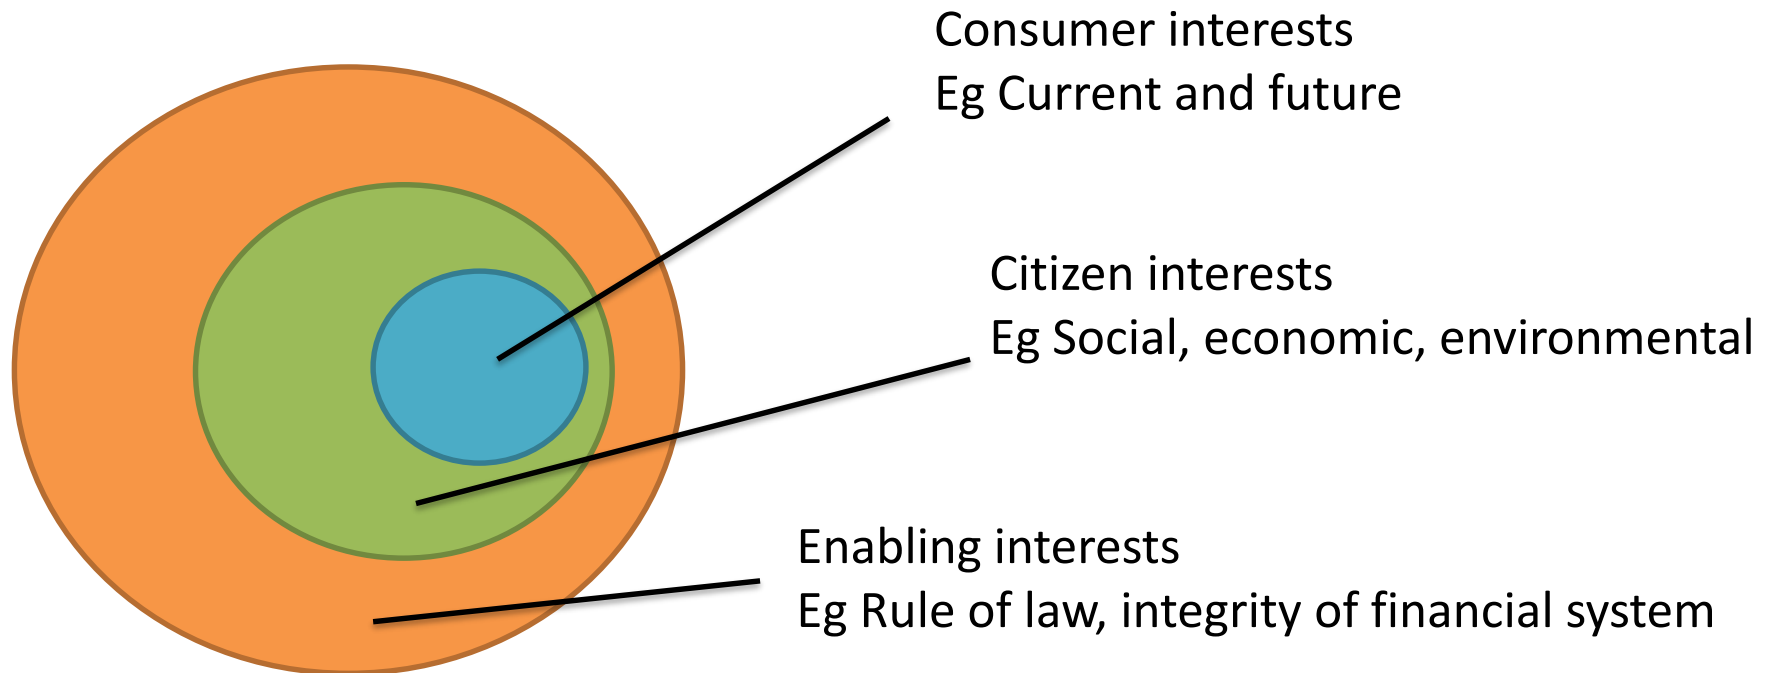 Consumer interests
Eg Current and future
Citizen interests
Eg Social, economic, environmental
Enabling interests
Eg Rule of law, integrity of financial system